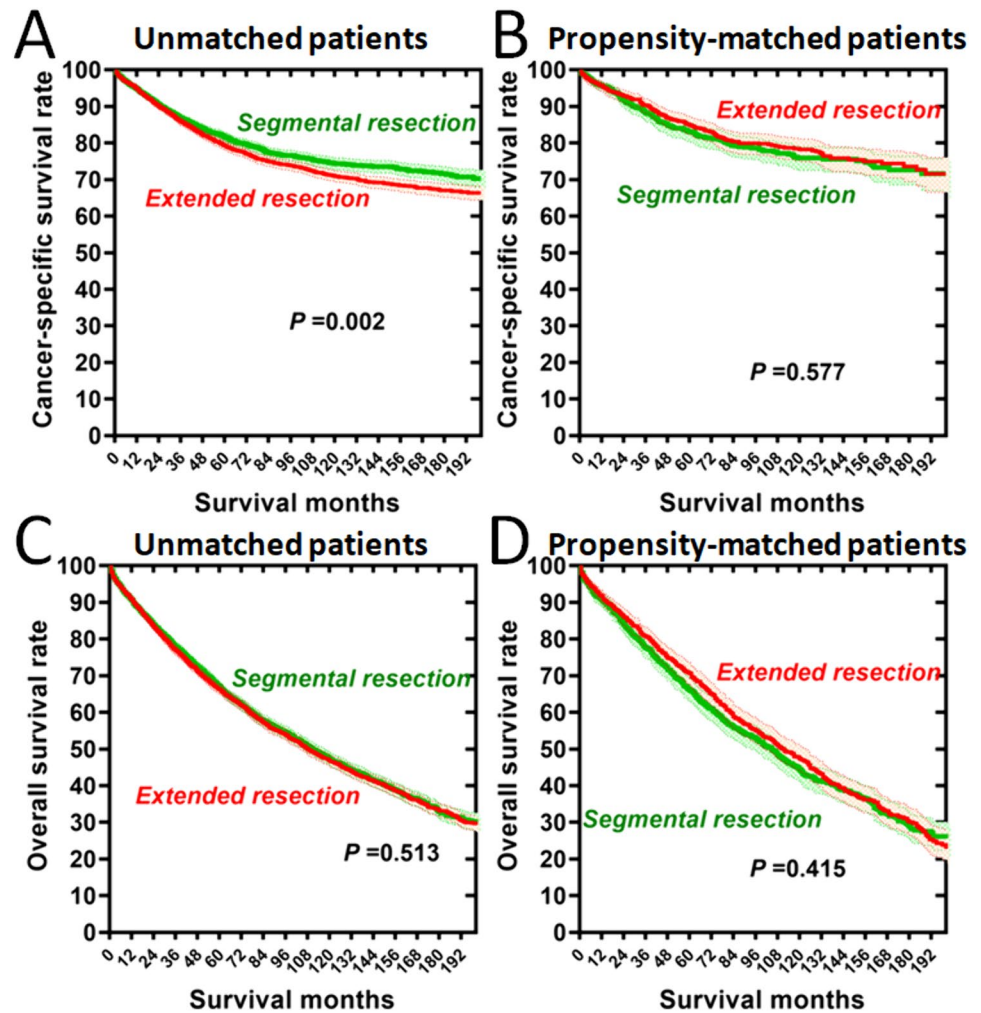 A Unmatched patients
Cancer-specific survival rate
100
90
80
70
60
50
40
30
20
10
0
Segmental resection
Extended resection
P =0.002
0 12 24 36 48 60 72 84 96 108 120 132 144 156 168 180 192
Survival months
B Propensity-matched patients
Cancer-specific survival rate
100
90
80
70
60
50
40
30
20
10
0
Extended resection
Segmental resection
P =0.577
0 12 24 36 48 60 72 84 96 108 120 132 144 156 168 180 192
Survival months
C Unmatched patients
Overall survival rate
100
90
80
70
60
50
40
30
20
10
0
Segmental resection
Extended resection
P =0.513
0 12 24 36 48 60 72 84 96 108 120 132 144 156 168 180 192
Survival months
D Propensity-matched patients
Overall survival rate
100
90
80
70
60
50
40
30
20
10
0
Extended resection
Segmental resection
P =0.415
0 12 24 36 48 60 72 84 96 108 120 132 144 156 168 180 192
Survival months